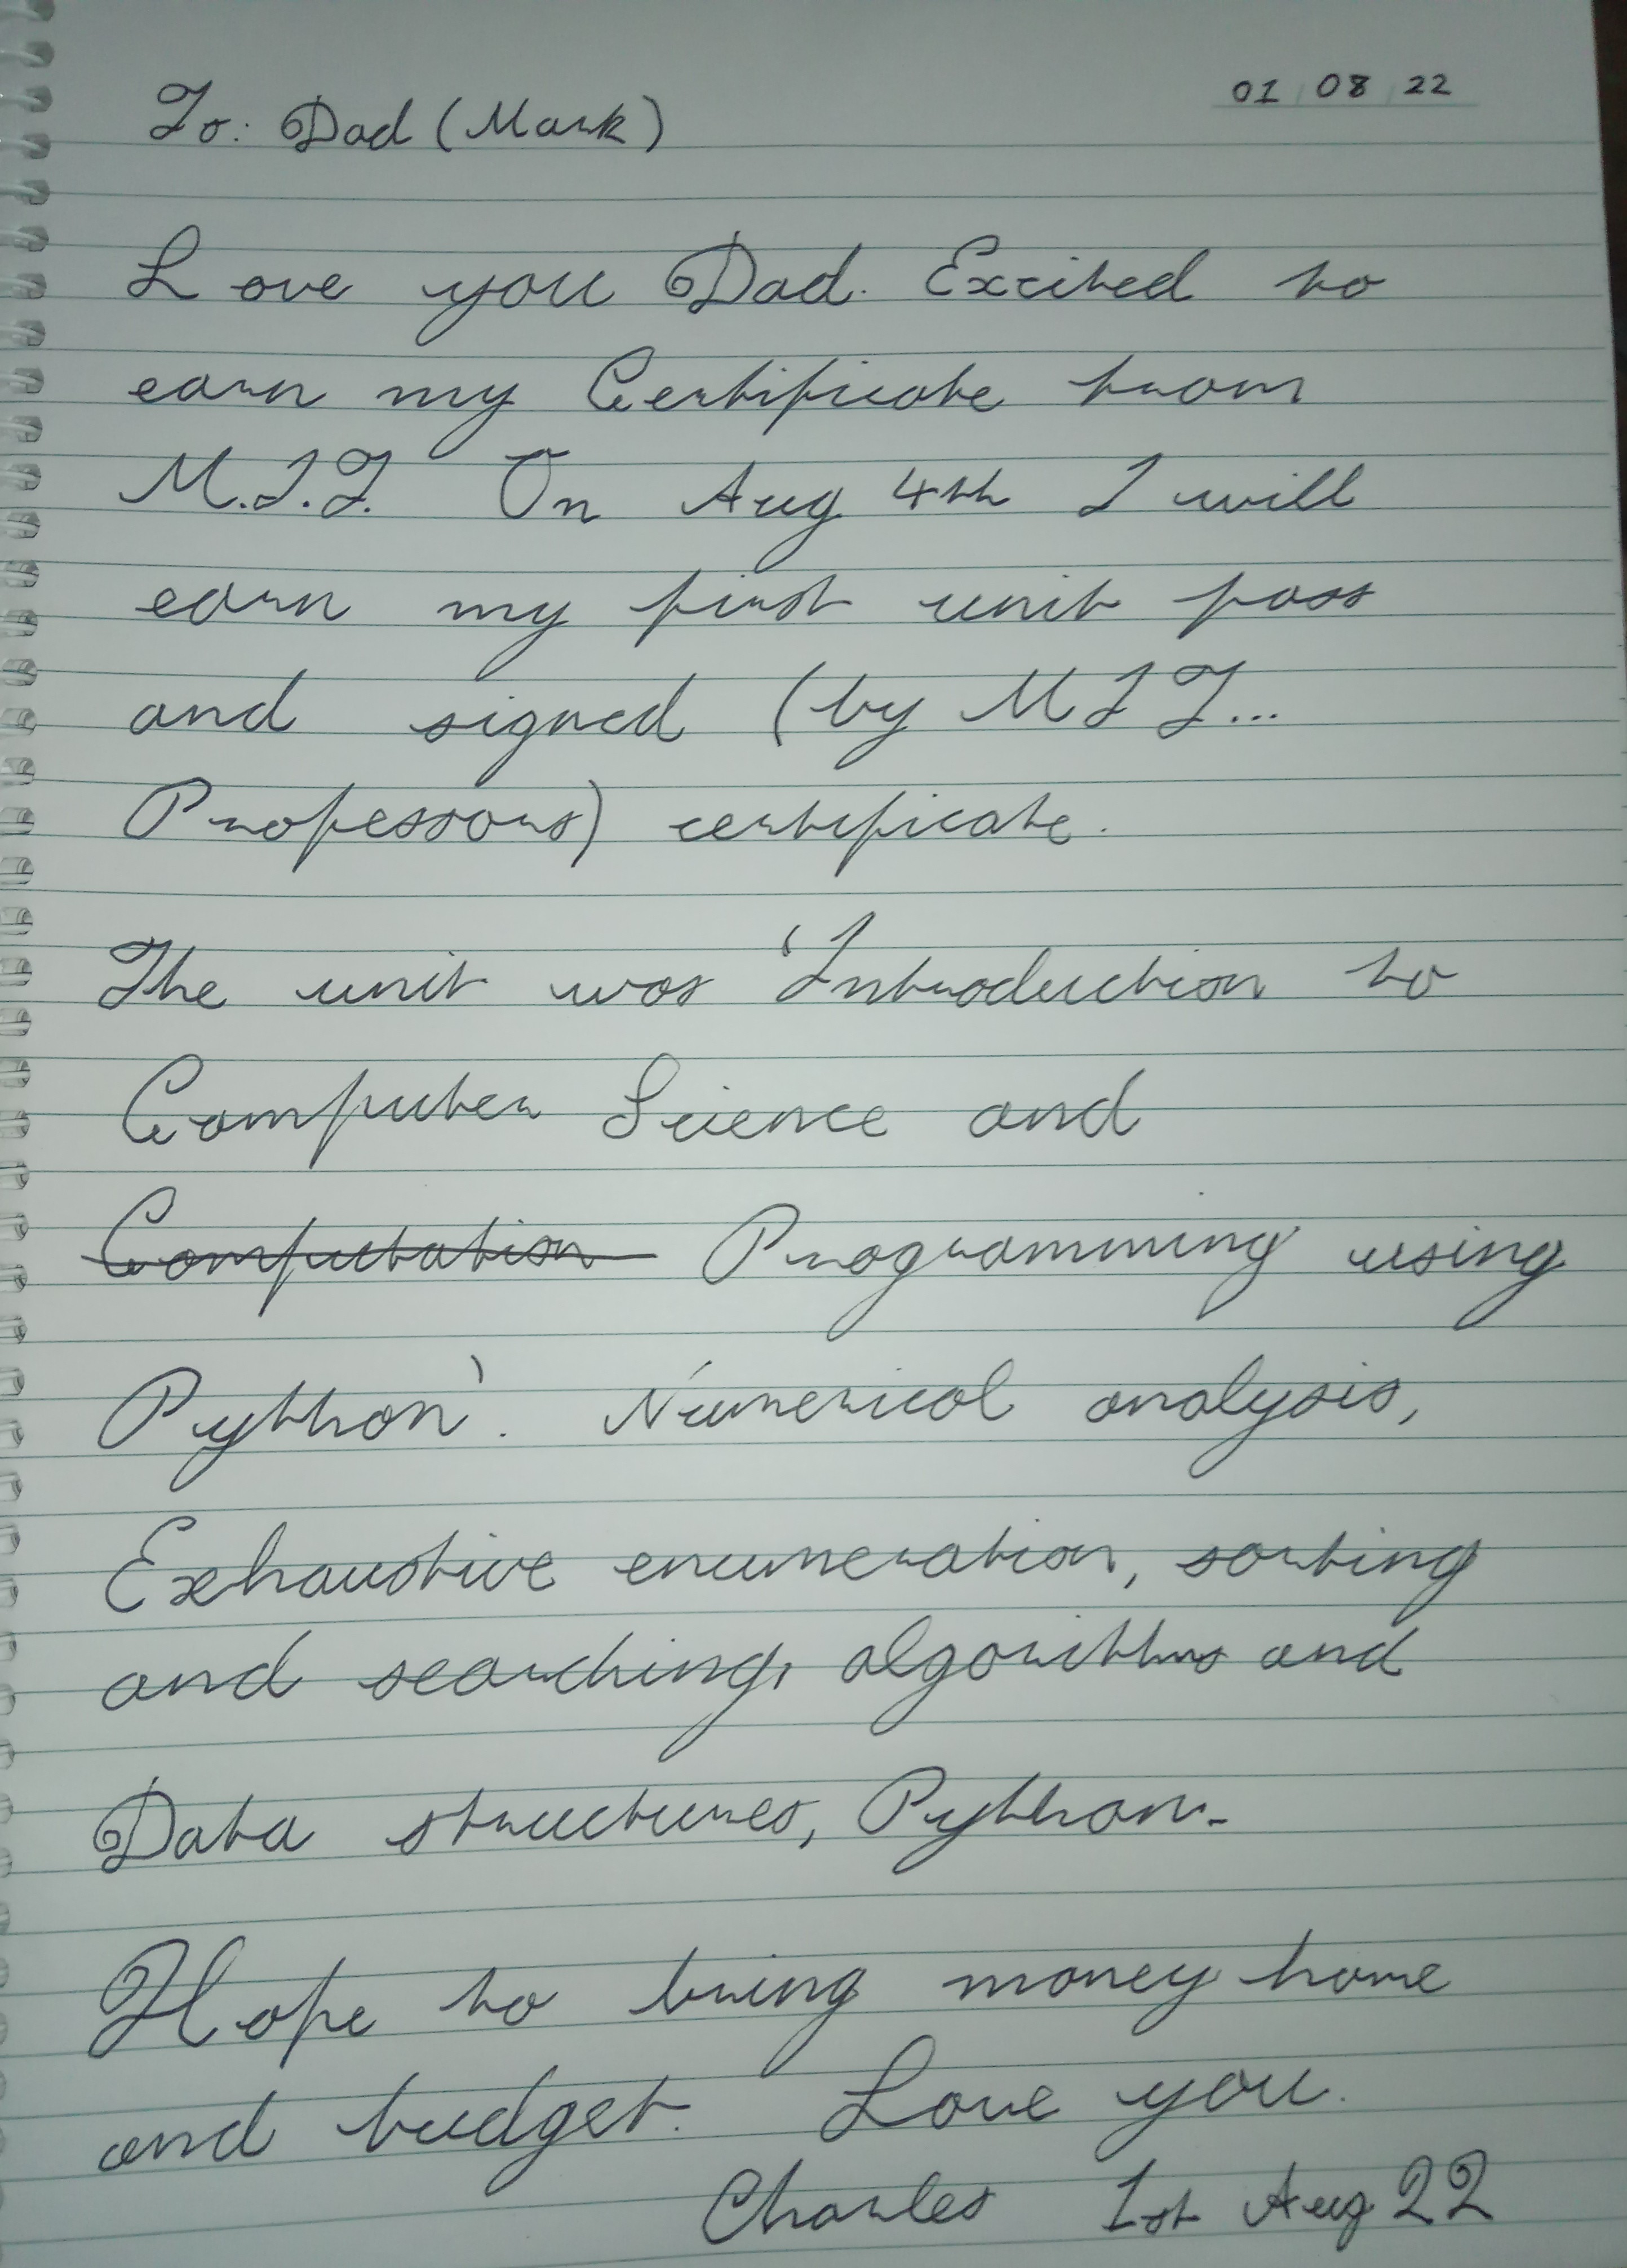 01 08 22
To: Dad (Mark)
Love you Dad. Excited to
earn my Certificate from
M.I.T. On Aug 4th I will
earn my first unit pass
and signed (by MIT...
Professors) certificate.
The unit was 'Introduction to
Computer Science and
Computation Programming using
Python'. Numerical analysis,
Exhaustive enumeration, sorting
and searching, algorithms and
Data structures, Python.
Hope to bring money home
and budget. Love you.
Charles 1st Aug 22